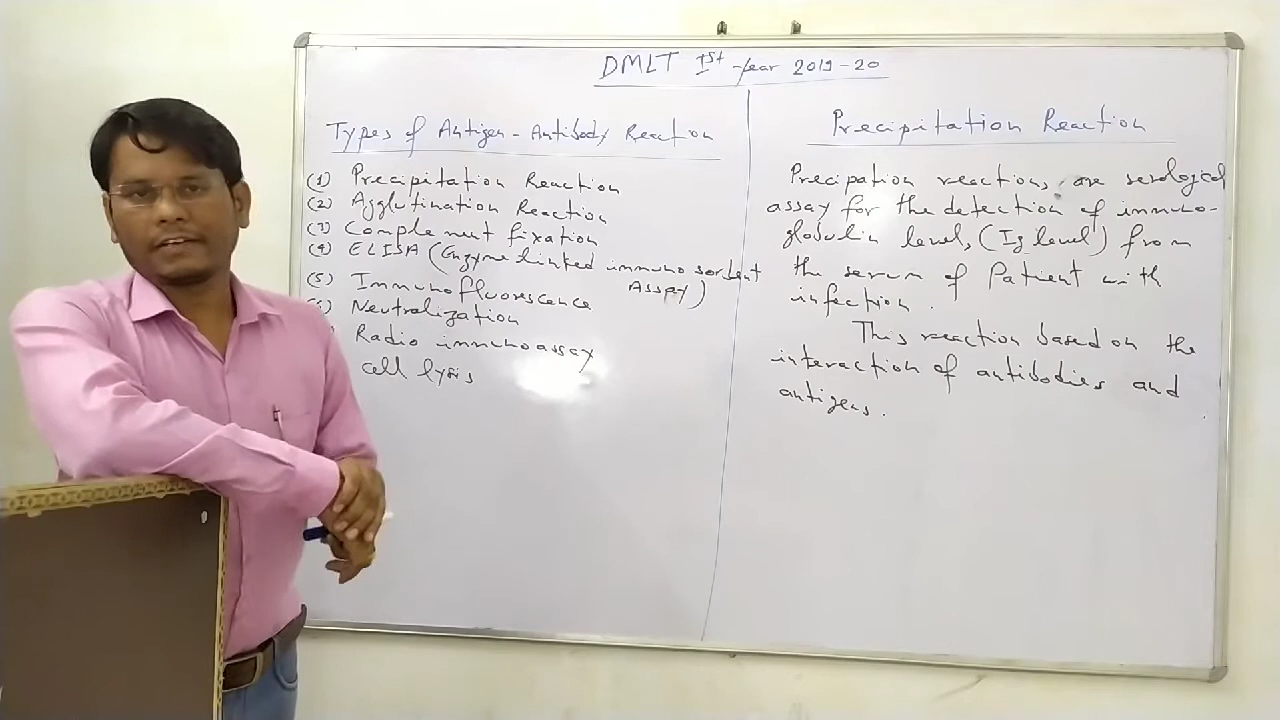 DMLT Ist year 2019-20
Types of Antigen-Antibody Reaction
(1) Precipitation Reaction
(2) Agglutination Reaction
(3) Complement fixation
(4) ELISA (Enzyme linked immuno sorbent
Assay)
(5) Immunofluorescence
(6) Neutralization
Radio immunoassay
cell lysis
Precipitation Reaction
Precipation reactions, are serological
assay for the detection of immuno-
globulin level, (Ig level) from
the serum of Patient with
infection.
This reaction based on the
interaction of antibodies and
antigens.